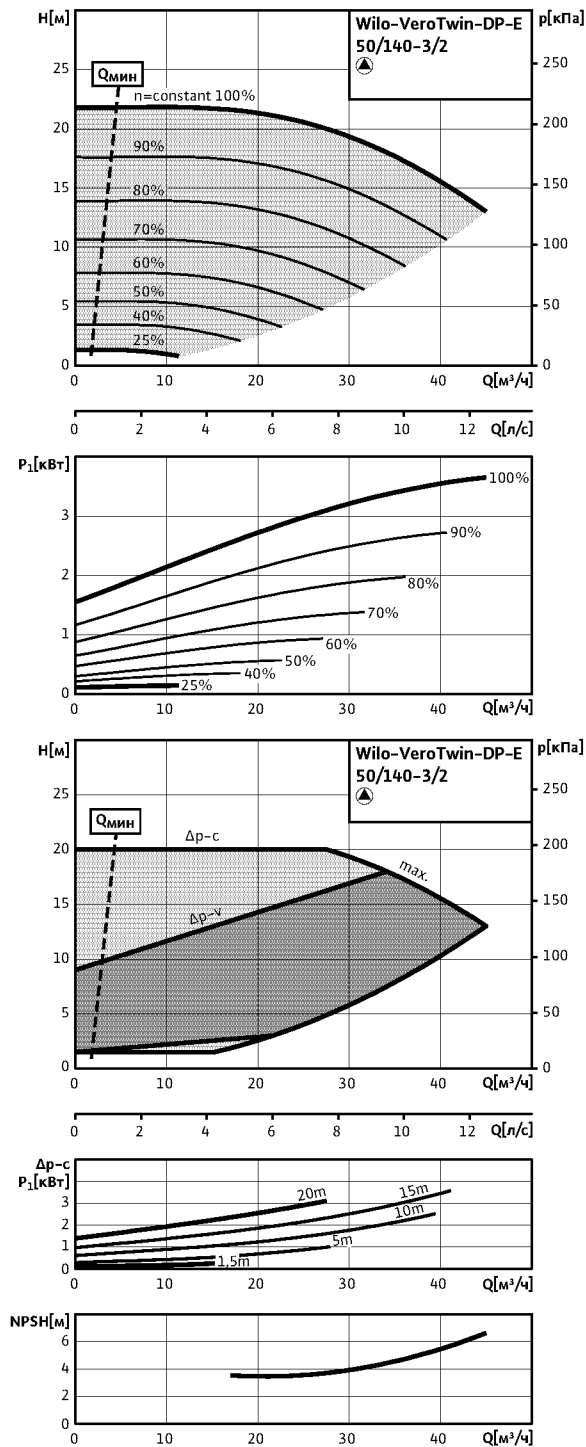 H[м]
p[кПа]
Wilo-VeroTwin-DP-E
50/140-3/2
Qмин
n=constant 100%
90%
80%
70%
60%
50%
40%
25%
25
20
15
10
5
0
250
200
150
100
50
0
0 10 20 30 40 Q[м³/ч]
0 2 4 6 8 10 12 Q[л/с]
P₁[кВт]
3
2
1
0
100%
90%
80%
70%
60%
50%
40%
25%
0 10 20 30 40 Q[м³/ч]
H[м]
p[кПа]
Wilo-VeroTwin-DP-E
50/140-3/2
Qмин
Δp-c
Δp-v
max.
25
20
15
10
5
0
250
200
150
100
50
0
0 10 20 30 40 Q[м³/ч]
0 2 4 6 8 10 12 Q[л/с]
Δp-c
P₁[кВт]
3
2
1
0
20m
15m
10m
5m
1,5m
0 10 20 30 40 Q[м³/ч]
NPSH[м]
6
4
2
0
0 10 20 30 40 Q[м³/ч]